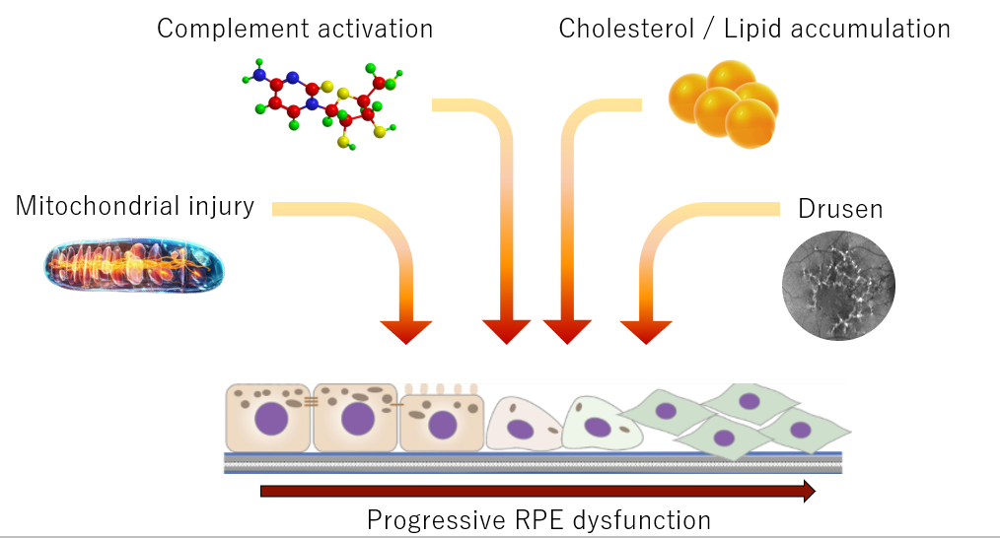 Complement activation
Cholesterol / Lipid accumulation
Mitochondrial injury
Drusen
Progressive RPE dysfunction